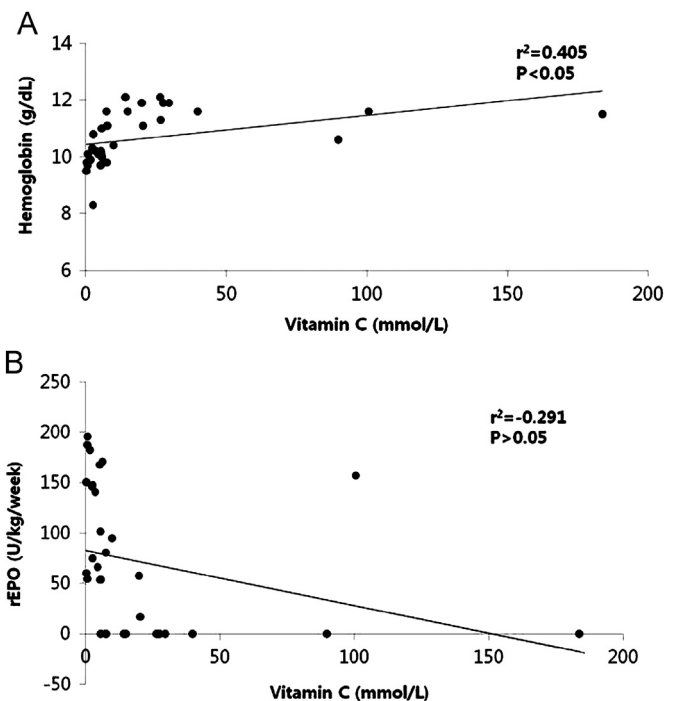 A
14
12
10
8
6
Hemoglobin (g/dL)
r²=0.405
P<0.05
0 50 100 150 200
Vitamin C (mmol/L)
B
250
200
150
100
50
0
-50
rEPO (U/kg/week)
r²=-0.291
P>0.05
0 50 100 150 200
Vitamin C (mmol/L)